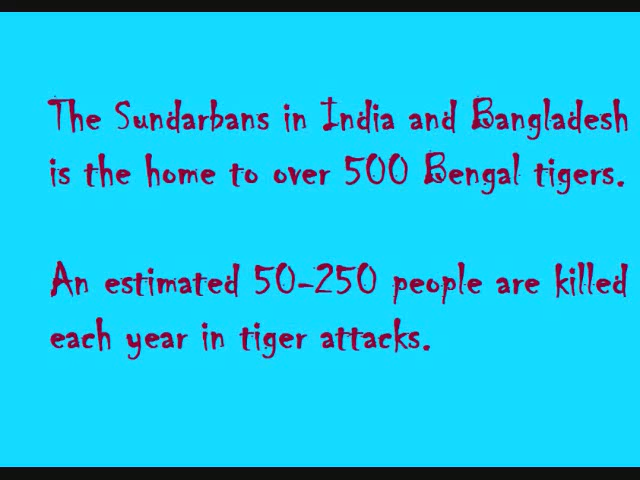 The Sundarbans in India and Bangladesh
is the home to over 500 Bengal tigers.
An estimated 50-250 people are killed
each year in tiger attacks.